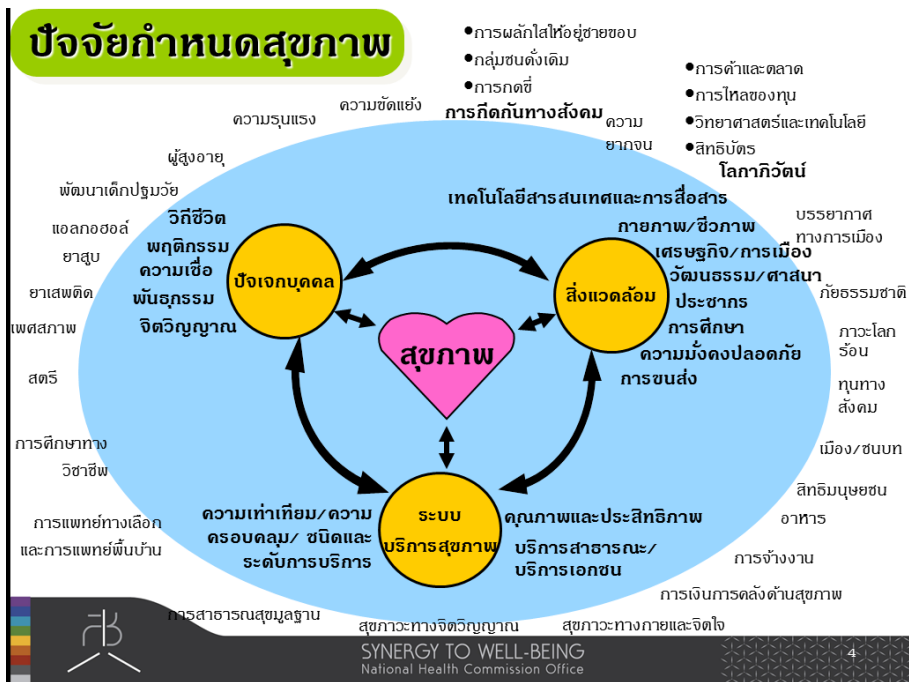 ปัจจัยกำหนดสุขภาพ
•การผลักไสให้อยู่ชายขอบ
•กลุ่มชนดั่งเดิม
•การกดขี่
การกีดกันทางสังคม
•การค้าและตลาด
•การไหลของทุน
•วิทยาศาสตร์และเทคโนโลยี
•สิทธิบัตร
โลกาภิวัตน์
ความขัดแย้ง
ความรุนแรง
ความ
ยากจน
ผู้สูงอายุ
พัฒนาเด็กปฐมวัย
แอลกอฮอล์
ยาสูบ
ยาเสพติด
เพศสภาพ
สตรี
การศึกษาทาง
วิชาชีพ
การแพทย์ทางเลือก
และการแพทย์พื้นบ้าน
วิถีชีวิต
พฤติกรรม
ความเชื่อ
พันธุกรรม
จิตวิญญาณ
ปัจเจกบุคคล
เทคโนโลยีสารสนเทศและการสื่อสาร
กายภาพ/ชีวภาพ
เศรษฐกิจ/การเมือง
วัฒนธรรม/ศาสนา
ประชากร
การศึกษา
ความมั่งคงปลอดภัย
การขนส่ง
สิ่งแวดล้อม
สุขภาพ
บรรยากาศ
ทางการเมือง
ภัยธรรมชาติ
ภาวะโลก
ร้อน
ทุนทาง
สังคม
เมือง/ชนบท
สิทธิมนุษยชน
อาหาร
การจ้างงาน
การเงินการคลังด้านสุขภาพ
ความเท่าเทียม/ความ
ครอบคลุม/ ชนิดและ
ระดับการบริการ
ระบบ
บริการสุขภาพ
คุณภาพและประสิทธิภาพ
บริการสาธารณะ/
บริการเอกชน
การสาธารณสุขมูลฐาน
สุขภาวะทางจิตวิญญาณ
สุขภาวะทางกายและจิตใจ
SYNERGY TO WELL-BEING
National Health Commission Office
4